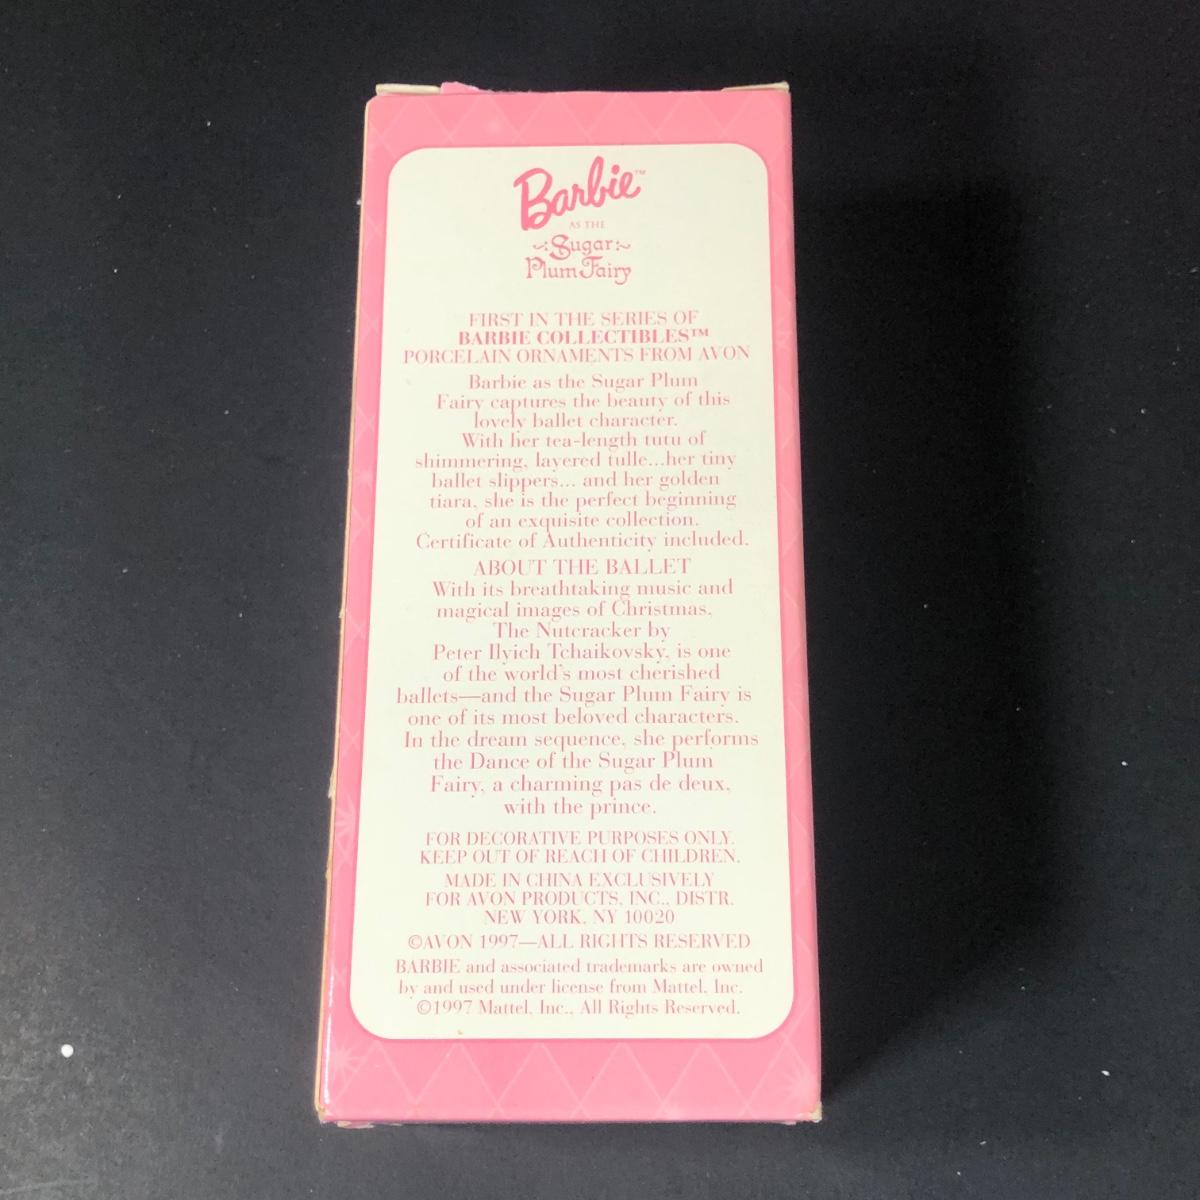 Barbie™
AS THE
Sugar
Plum Fairy
FIRST IN THE SERIES OF
BARBIE COLLECTIBLES™
PORCELAIN ORNAMENTS FROM AVON
Barbie as the Sugar Plum
Fairy captures the beauty of this
lovely ballet character.
With her tea-length tutu of
shimmering, layered tulle...her tiny
ballet slippers... and her golden
tiara, she is the perfect beginning
of an exquisite collection.
Certificate of Authenticity included.
ABOUT THE BALLET
With its breathtaking music and
magical images of Christmas,
The Nutcracker by
Peter Ilyich Tchaikovsky, is one
of the world's most cherished
ballets—and the Sugar Plum Fairy is
one of its most beloved characters.
In the dream sequence, she performs
the Dance of the Sugar Plum
Fairy, a charming pas de deux,
with the prince.
FOR DECORATIVE PURPOSES ONLY.
KEEP OUT OF REACH OF CHILDREN.
MADE IN CHINA EXCLUSIVELY
FOR AVON PRODUCTS, INC., DISTR.
NEW YORK, NY 10020
©AVON 1997—ALL RIGHTS RESERVED
BARBIE and associated trademarks are owned
by and used under license from Mattel, Inc.
©1997 Mattel, Inc., All Rights Reserved.